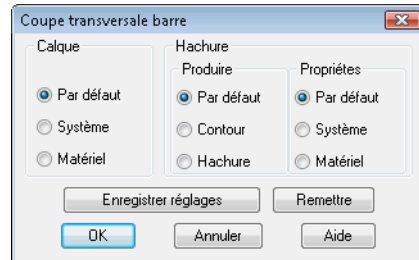 Coupe transversale barre
Calque
Hachure
Produire
Propriétes
Par défaut
Par défaut
Par défaut
Système
Contour
Système
Matériel
Hachure
Matériel
Enregistrer réglages
Remettre
OK
Annuler
Aide